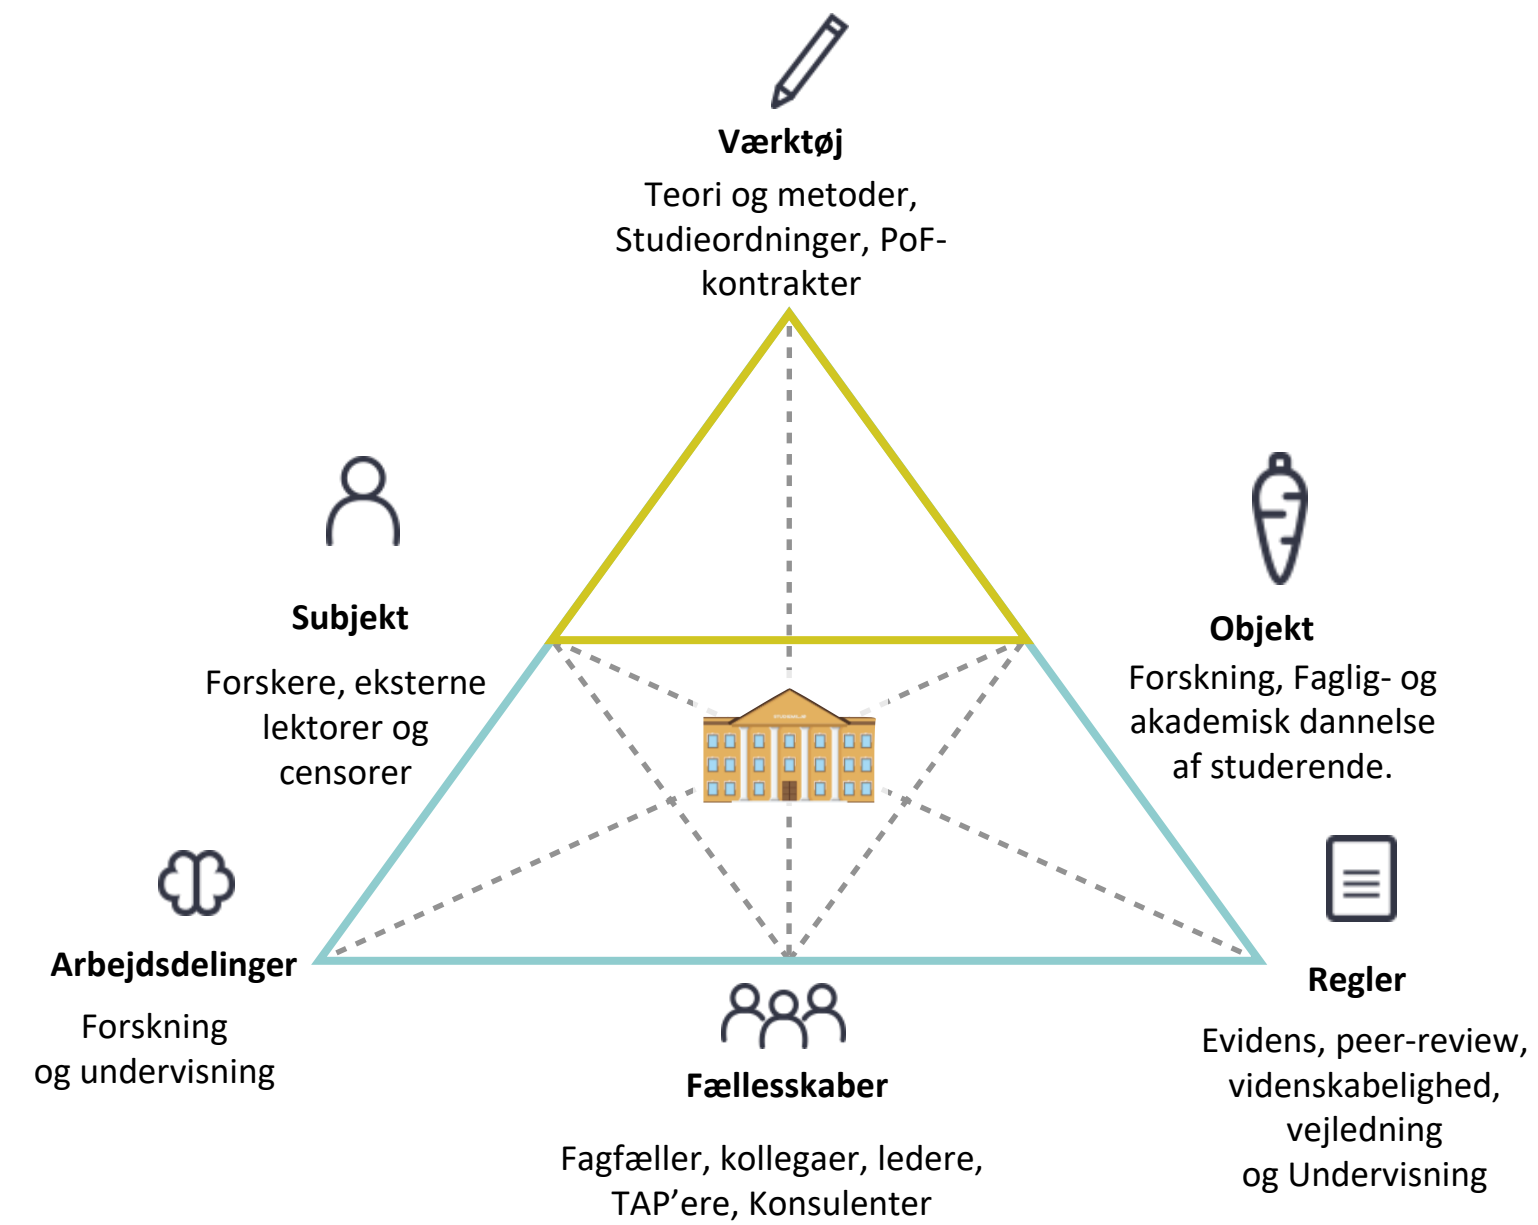 Værktøj
Teori og metoder,
Studieordninger, PoF-
kontrakter
Subjekt
Forskere, eksterne
lektorer og
censorer
Objekt
Forskning, Faglig- og
akademisk dannelse
af studerende.
Arbejdsdelinger
Forskning
og undervisning
Fællesskaber
Fagfæller, kollegaer, ledere,
TAP’ere, Konsulenter
Regler
Evidens, peer-review,
videnskabelighed,
vejledning
og Undervisning